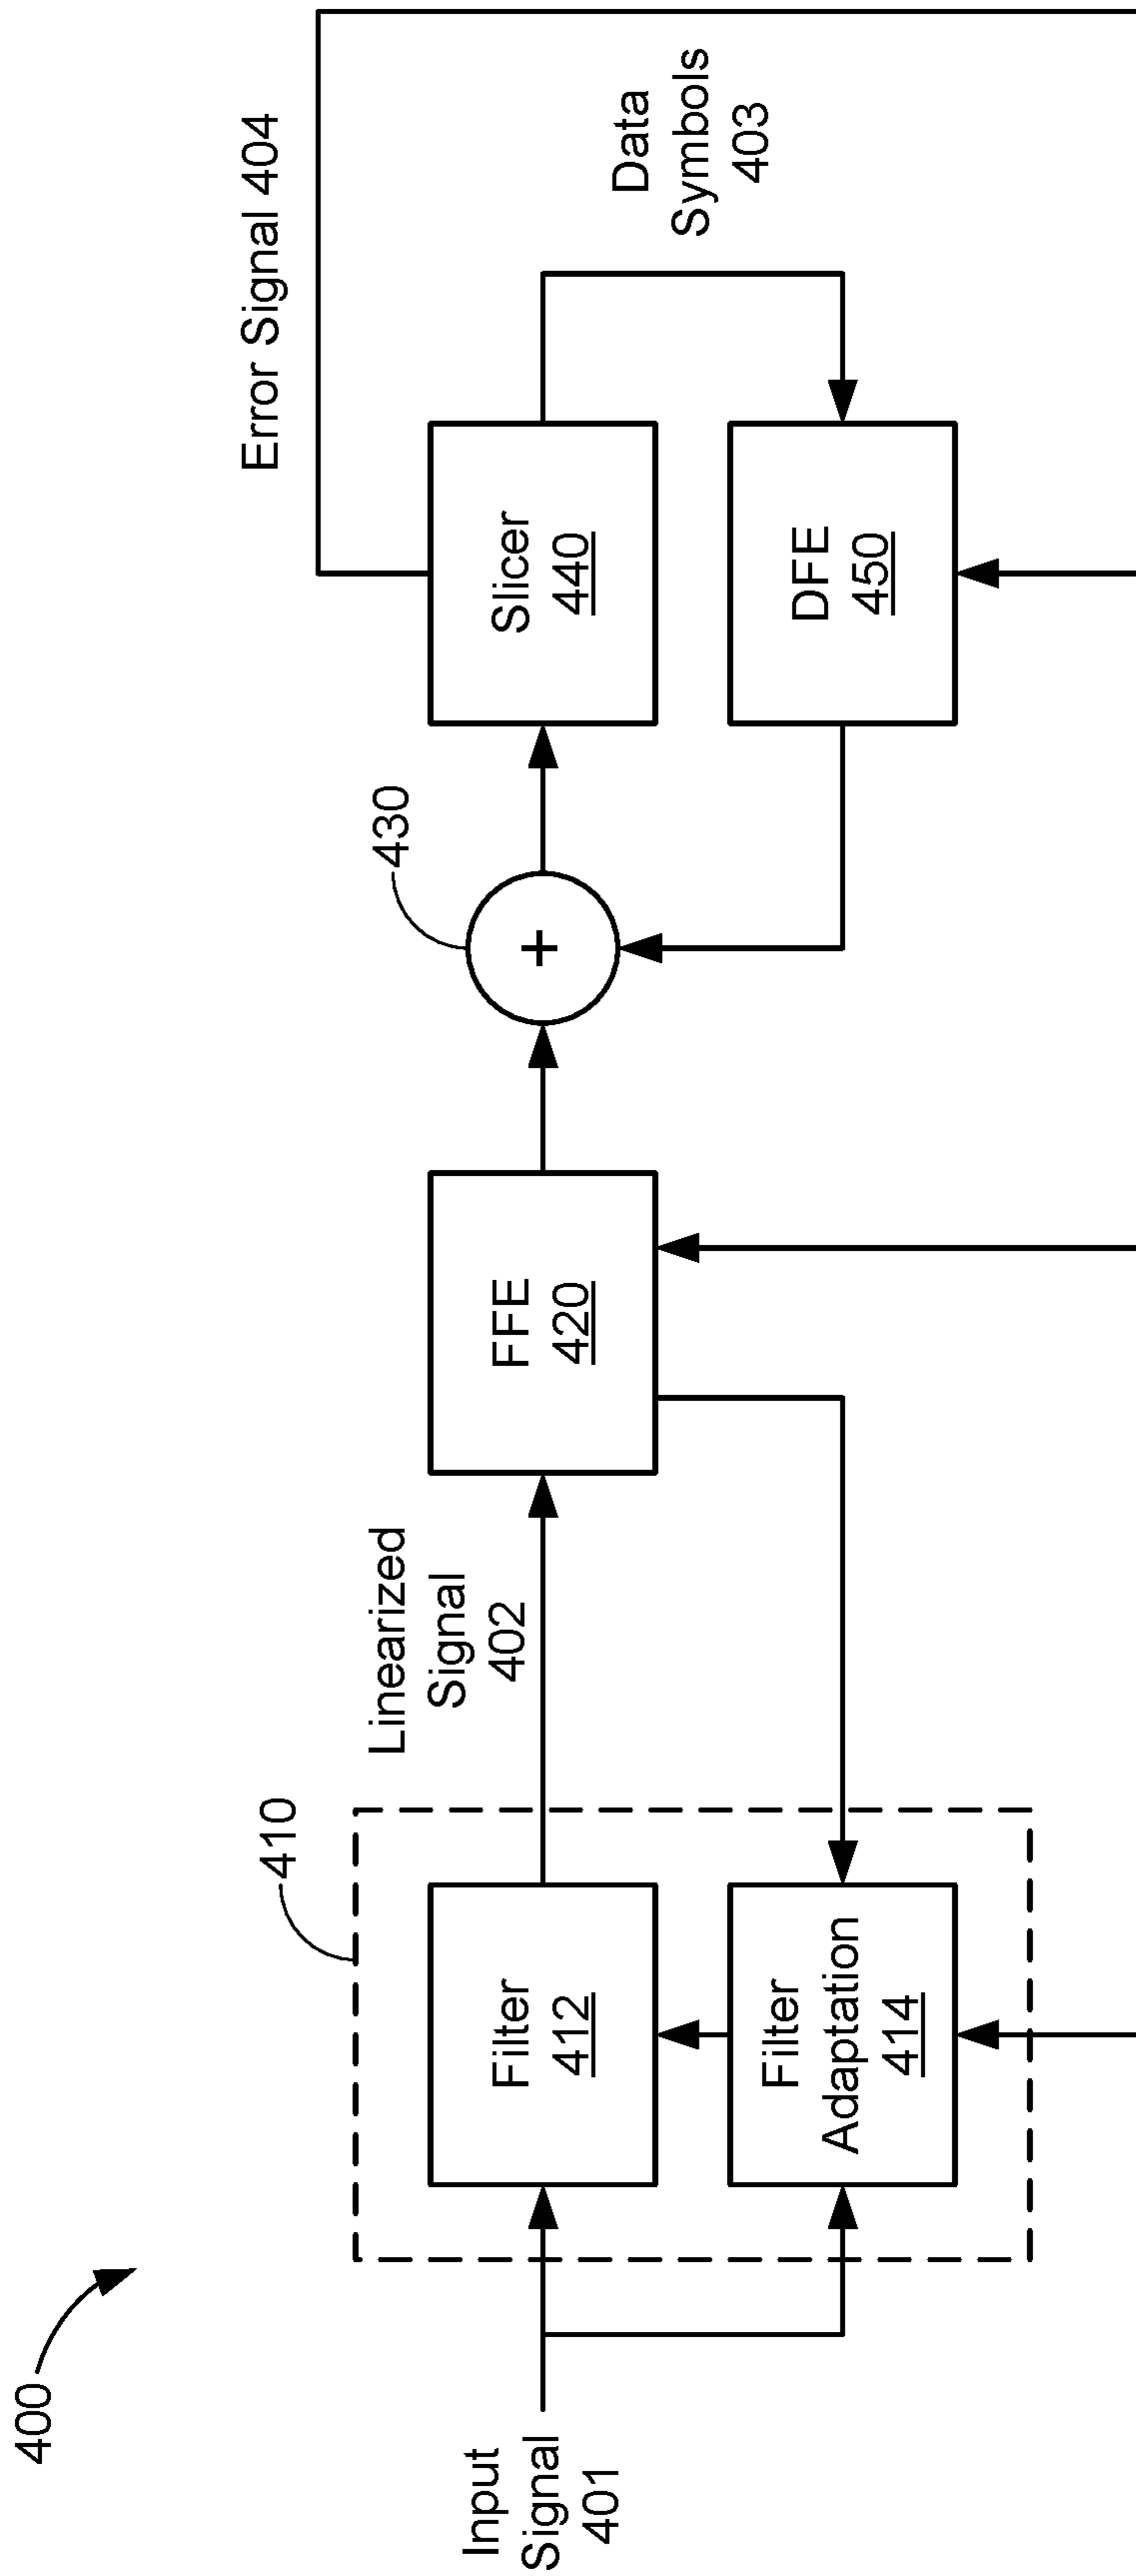 400
Input
Signal
401
410
Filter
412
Filter
Adaptation
414
Linearized
Signal
402
FFE
420
430
+
Slicer
440
DFE
450
Error Signal 404
Data
Symbols
403